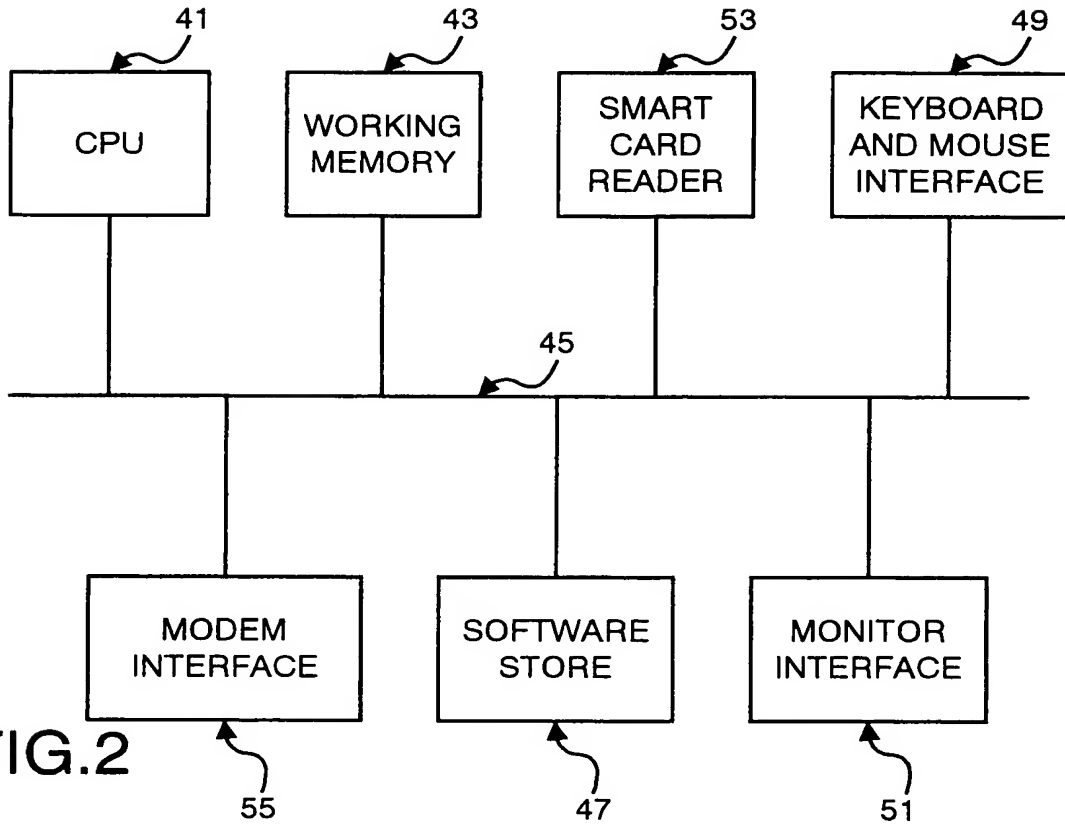 41
43
53
49
CPU
WORKING
MEMORY
SMART
CARD
READER
KEYBOARD
AND MOUSE
INTERFACE
45
MODEM
INTERFACE
SOFTWARE
STORE
MONITOR
INTERFACE
FIG.2
55
47
51